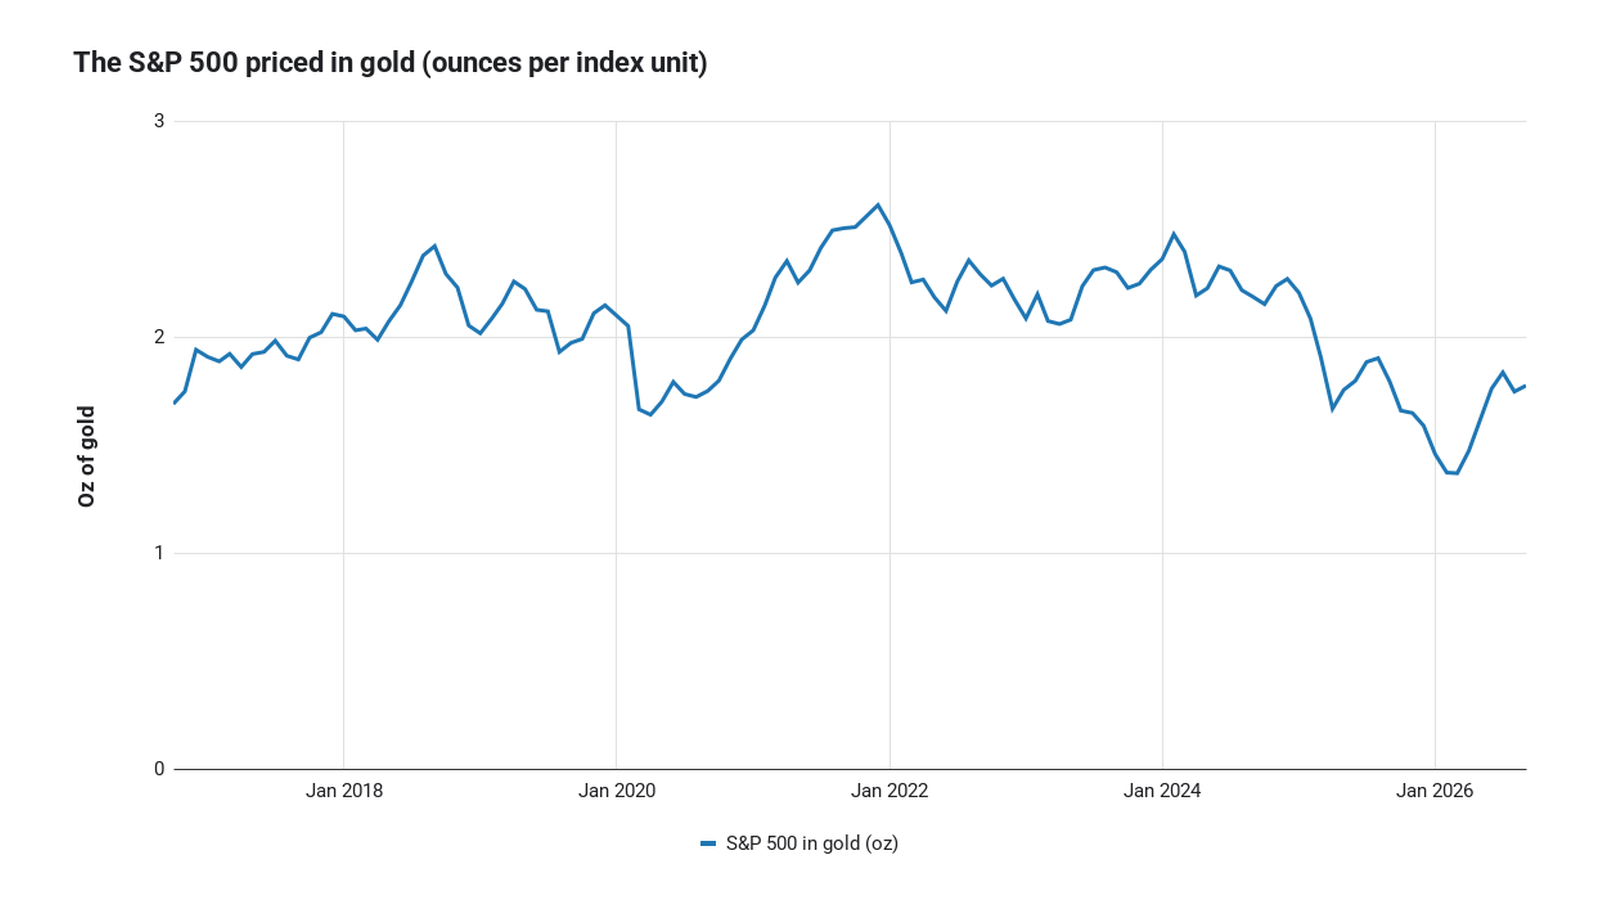 The S&P 500 priced in gold (ounces per index unit)
3
2
1
0
Oz of gold
Jan 2018 Jan 2020 Jan 2022 Jan 2024 Jan 2026
S&P 500 in gold (oz)